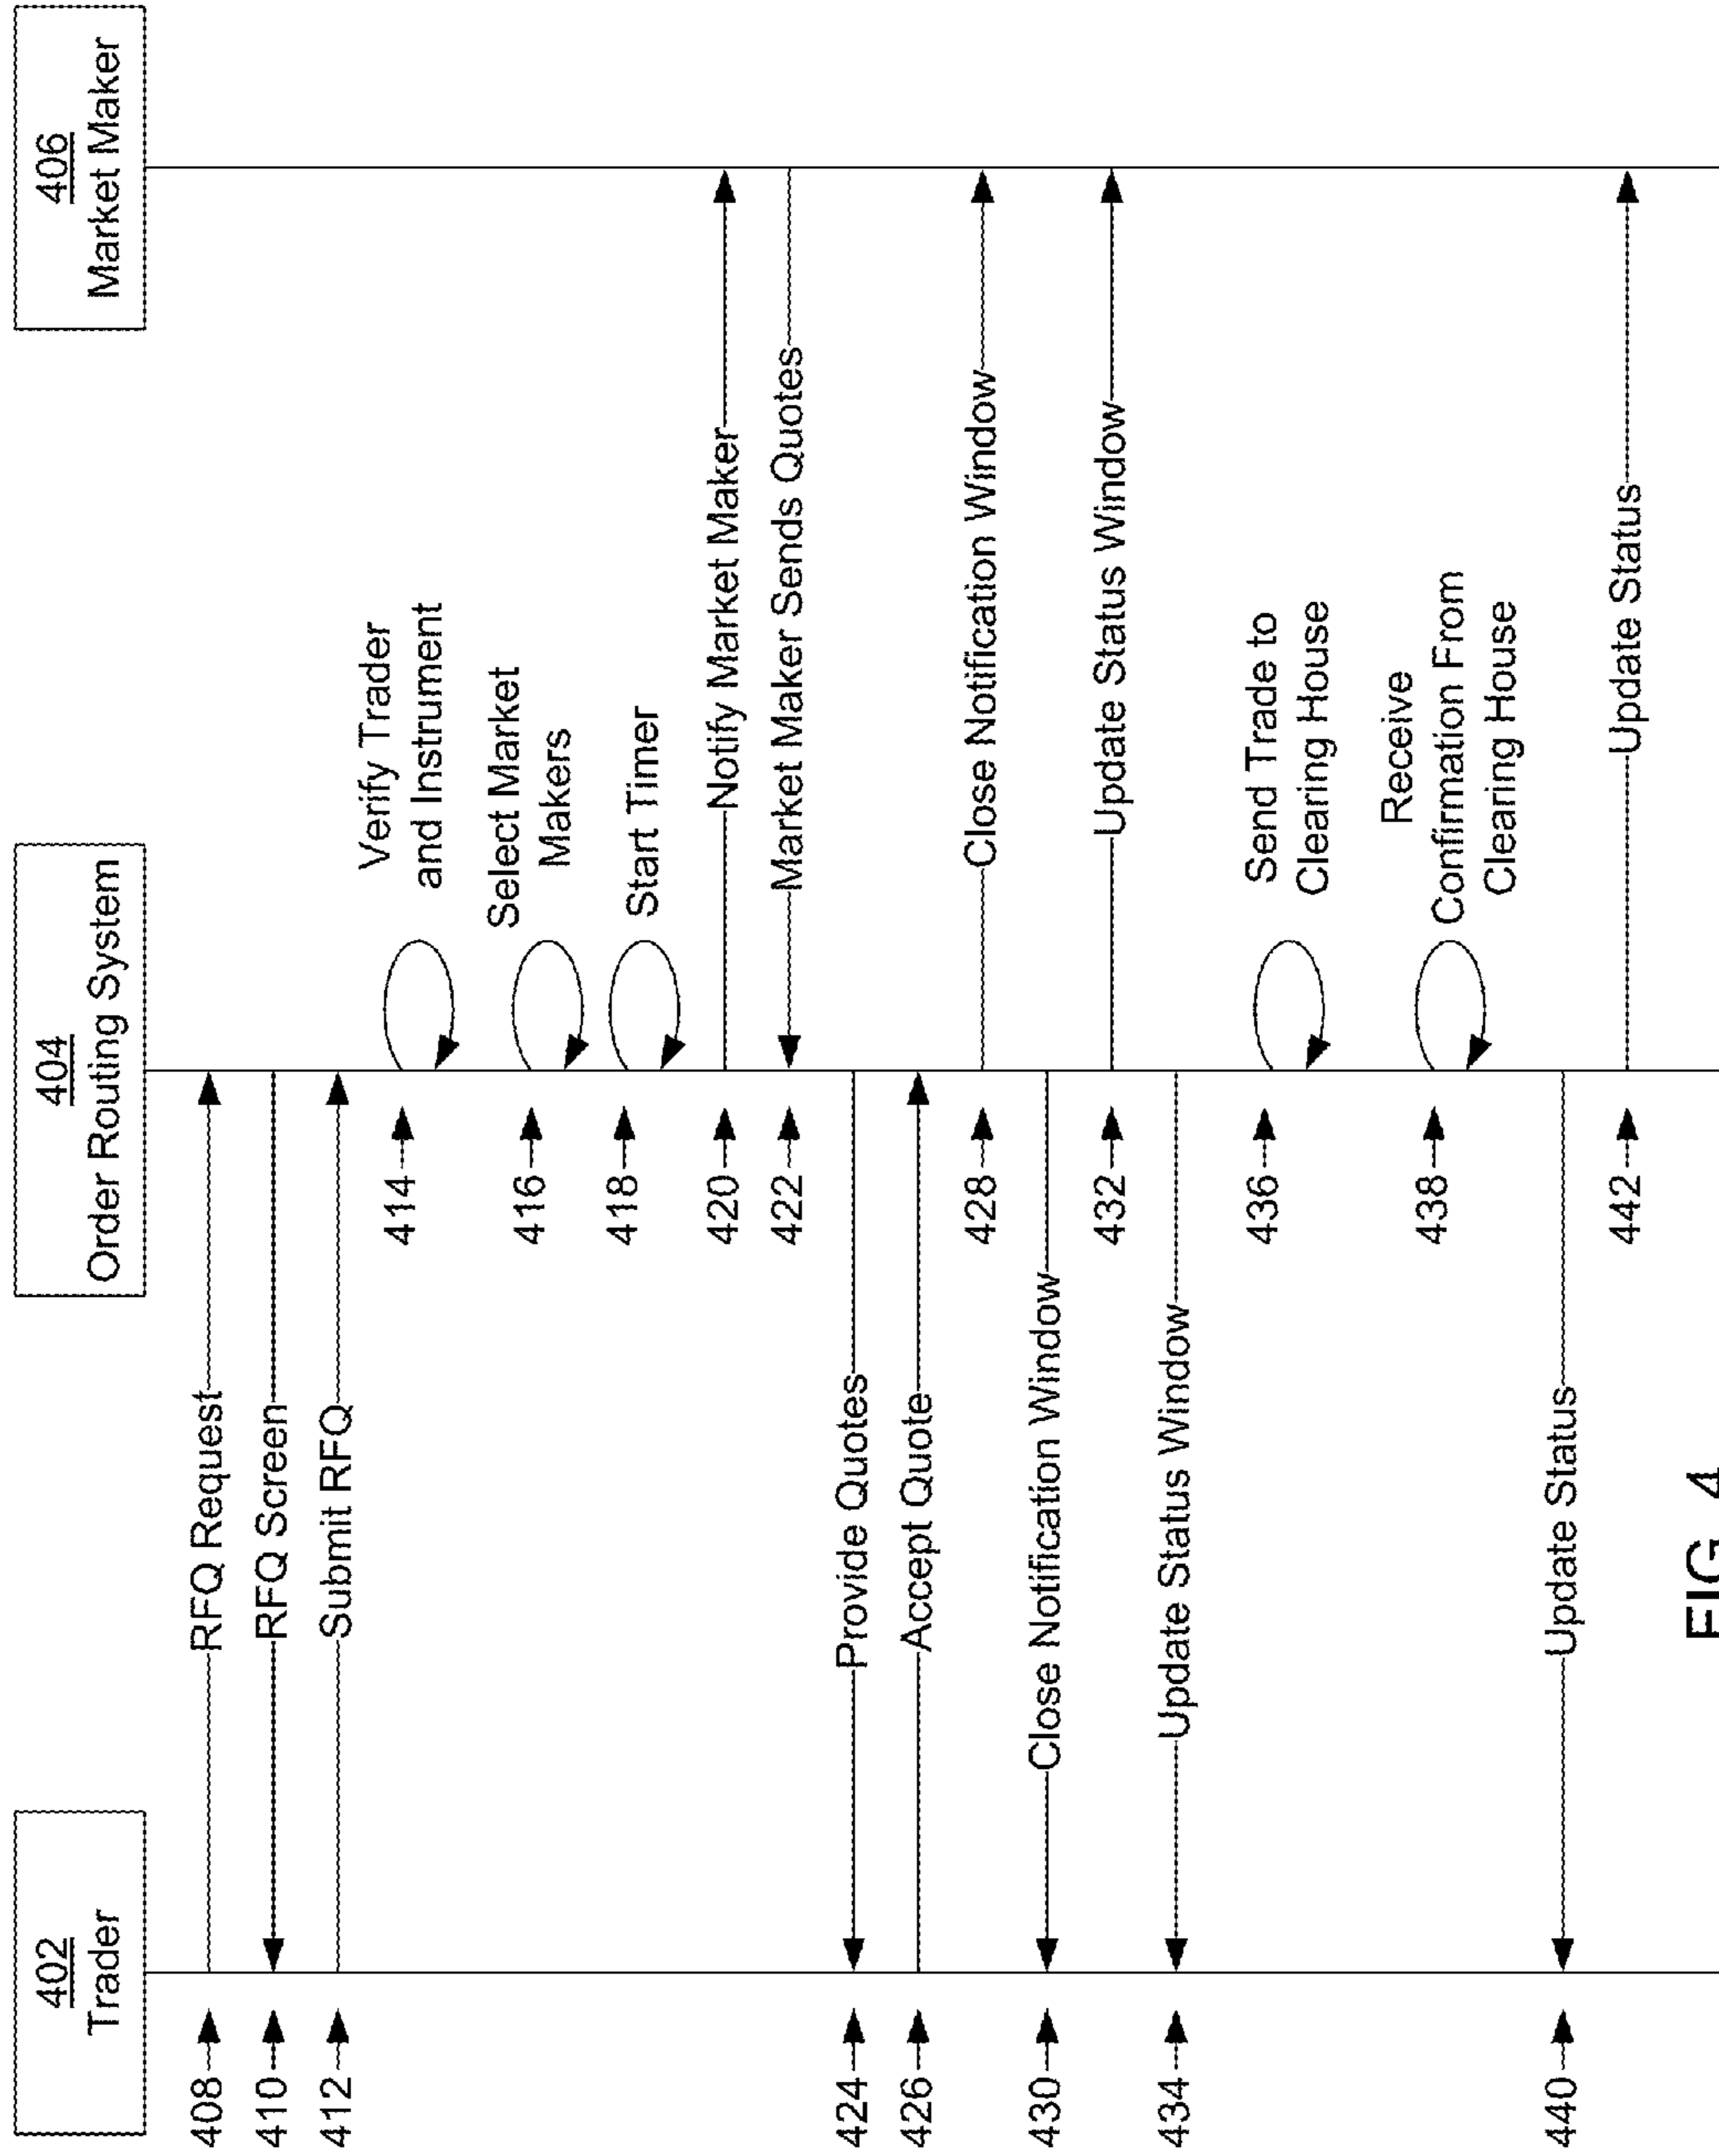 402
Trader
404
Order Routing System
406
Market Maker
408
RFQ Request
410
RFQ Screen
412
Submit RFQ
414
Verify Trader
and Instrument
416
Select Market
Makers
418
Start Timer
420
Notify Market Maker
422
Market Maker Sends Quotes
424
Provide Quotes
426
Accept Quote
428
Close Notification Window
430
Close Notification Window
432
Update Status Window
434
Update Status Window
436
Send Trade to
Clearing House
438
Receive
Confirmation From
Clearing House
440
Update Status
442
Update Status
FIG. 4